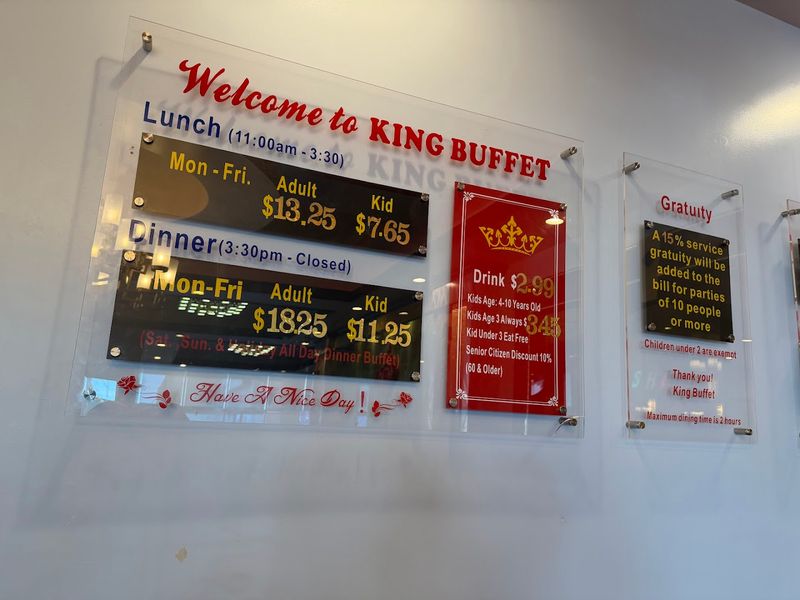 Welcome to KING BUFFET
Lunch (11:00am - 3:30)
Mon - Fri.
Adult Kid
$13.25 $7.65
Dinner (3:30pm - Closed)
Mon-Fri
Adult Kid
$18.25 $11.25
(Sat., Sun. & Holiday All Day Dinner Buffet)
Have A Nice Day !
Drink $2.99
Kids Age: 4-10 Years Old
Kids Age 3 Always $3.45
Kid Under 3 Eat Free
Senior Citizen Discount 10%
(60 & Older)
Gratuity
A 15% service
gratuity will be
added to the
bill for parties
of 10 people
or more
Children under 2 are exempt
Thank you!
King Buffet
Maximum dining time is 2 hours